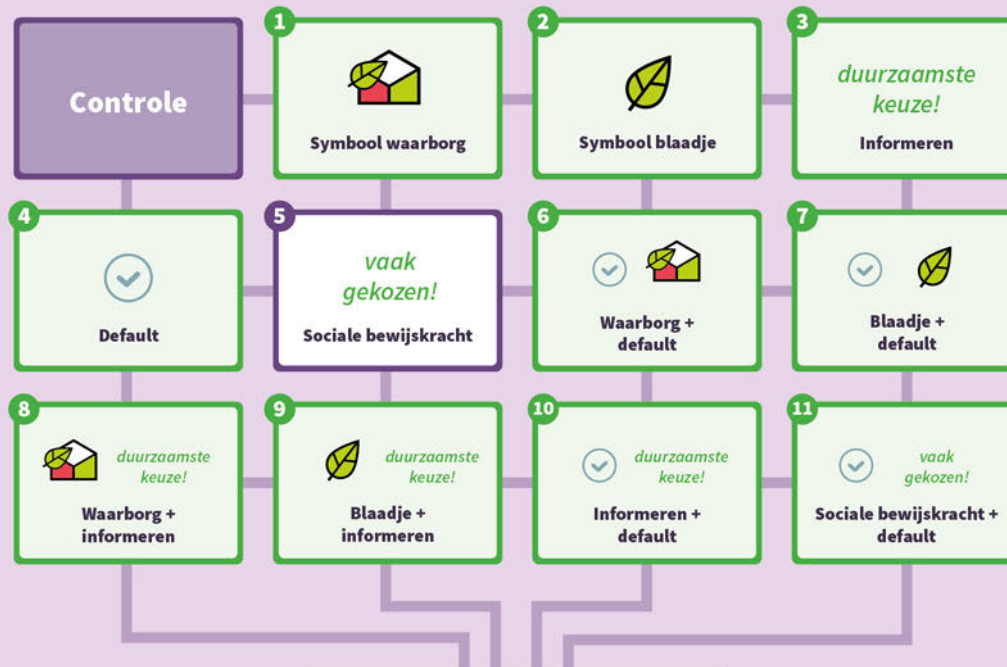 Controle
1
Symbool waarborg
2
Symbool blaadje
3
duurzaamste
keuze!
Informeren
4
Default
5
vaak
gekozen!
Sociale bewijskracht
6
Waarborg +
default
7
Blaadje +
default
8
duurzaamste
keuze!
Waarborg +
informeren
9
duurzaamste
keuze!
Blaadje +
informeren
10
duurzaamste
keuze!
Informeren +
default
11
vaak
gekozen!
Sociale bewijskracht +
default